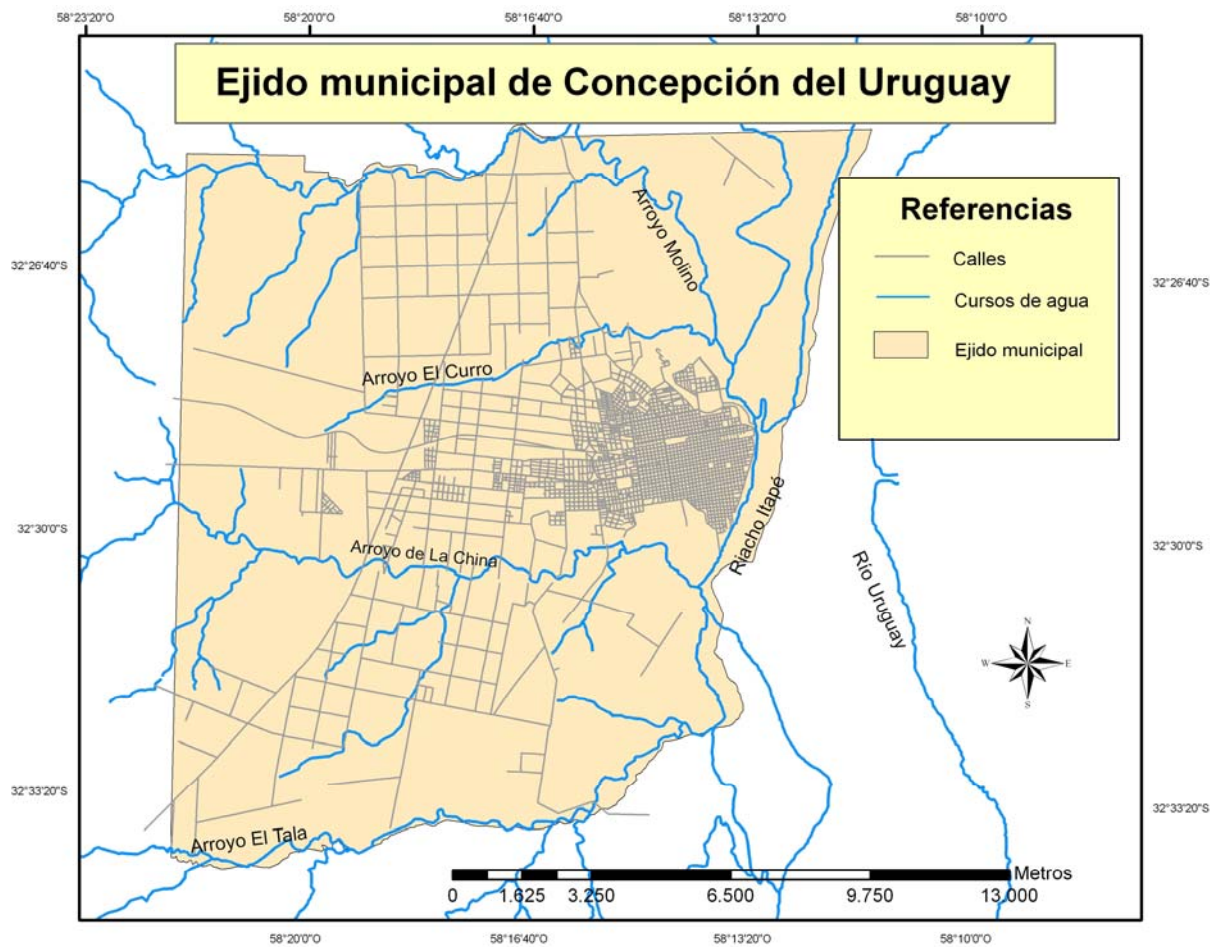 58°23'20"O 58°20'0"O 58°16'40"O 58°13'20"O 58°10'0"O
Ejido municipal de Concepción del Uruguay
Referencias
Calles
Cursos de agua
Ejido municipal
Arroyo Molino
32°26'40"S
32°26'40"S
Arroyo El Curro
Riacho Itapé
32°30'0"S
32°30'0"S
Arroyo de La China
Río Uruguay
N
W E
S
32°33'20"S
32°33'20"S
Arroyo El Tala
Metros
0 1.625 3.250 6.500 9.750 13.000
58°20'0"O 58°16'40"O 58°13'20"O 58°10'0"O